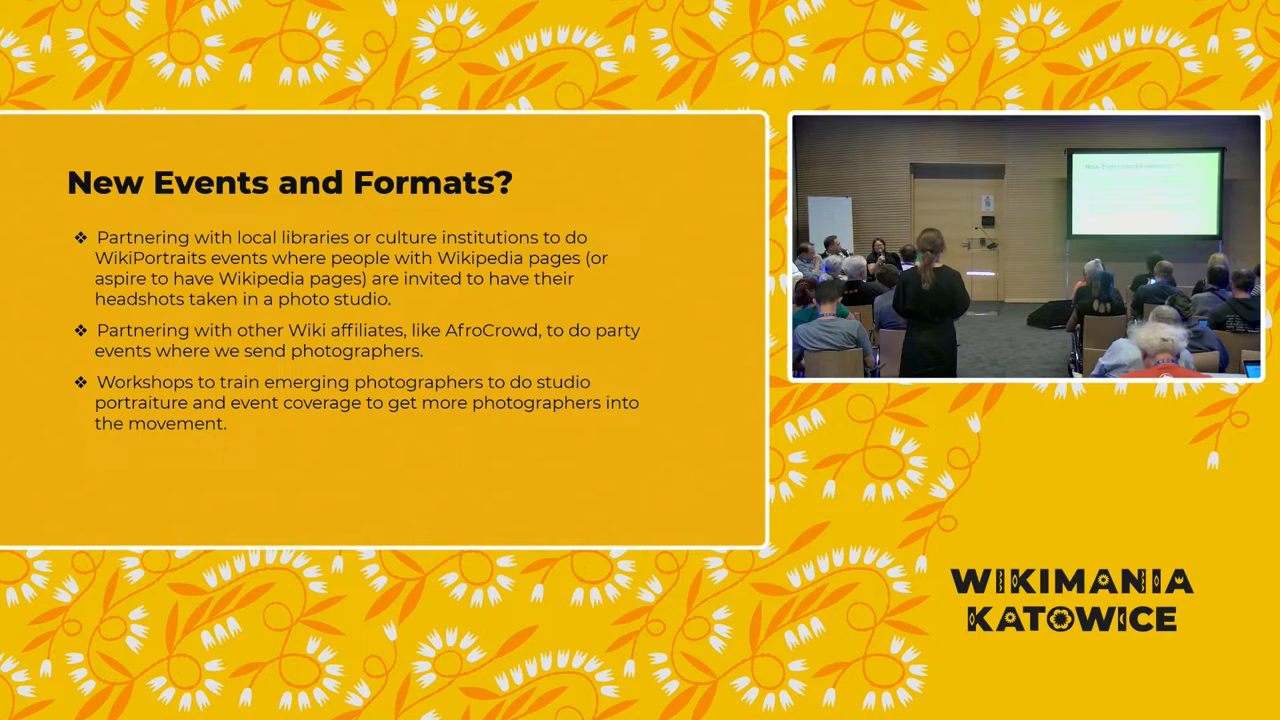 New Events and Formats?
❖ Partnering with local libraries or culture institutions to do
WikiPortraits events where people with Wikipedia pages (or
aspire to have Wikipedia pages) are invited to have their
headshots taken in a photo studio.
❖ Partnering with other Wiki affiliates, like AfroCrowd, to do party
events where we send photographers.
❖ Workshops to train emerging photographers to do studio
portraiture and event coverage to get more photographers into
the movement.
WIKIMANIA
KATOWICE